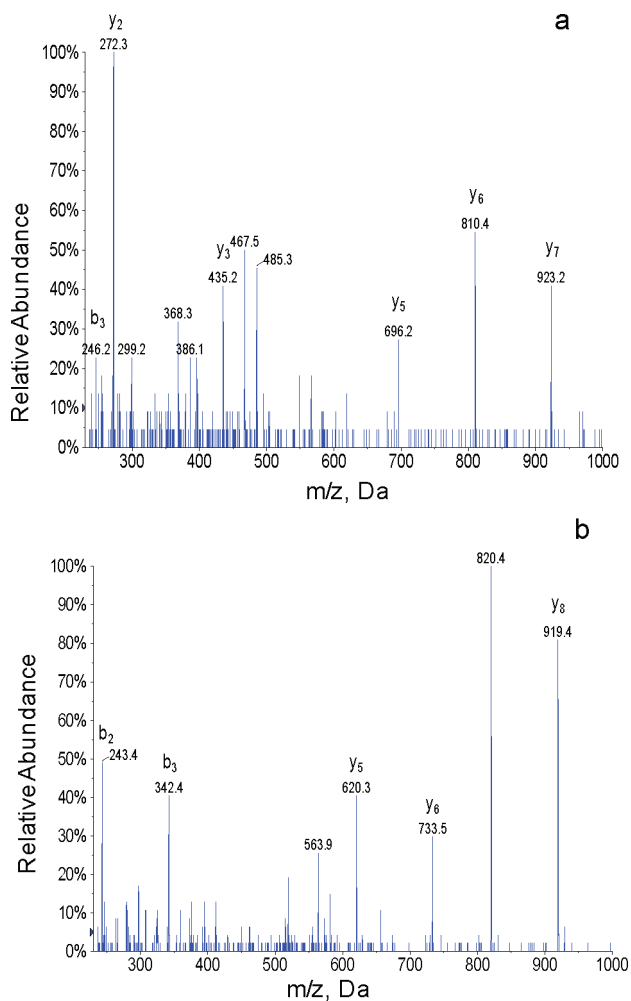 a
y2
272.3
100%
90%
80%
70%
60%
50%
40%
30%
20%
10%
0%
Relative Abundance
b3
246.2
299.2
368.3
386.1
y3
435.2
467.5
485.3
y5
696.2
y6
810.4
y7
923.2
300 400 500 600 700 800 900 1000
m/z, Da
b
100%
90%
80%
70%
60%
50%
40%
30%
20%
10%
0%
Relative Abundance
b2
243.4
b3
342.4
563.9
y5
620.3
y6
733.5
820.4
y8
919.4
300 400 500 600 700 800 900 1000
m/z, Da